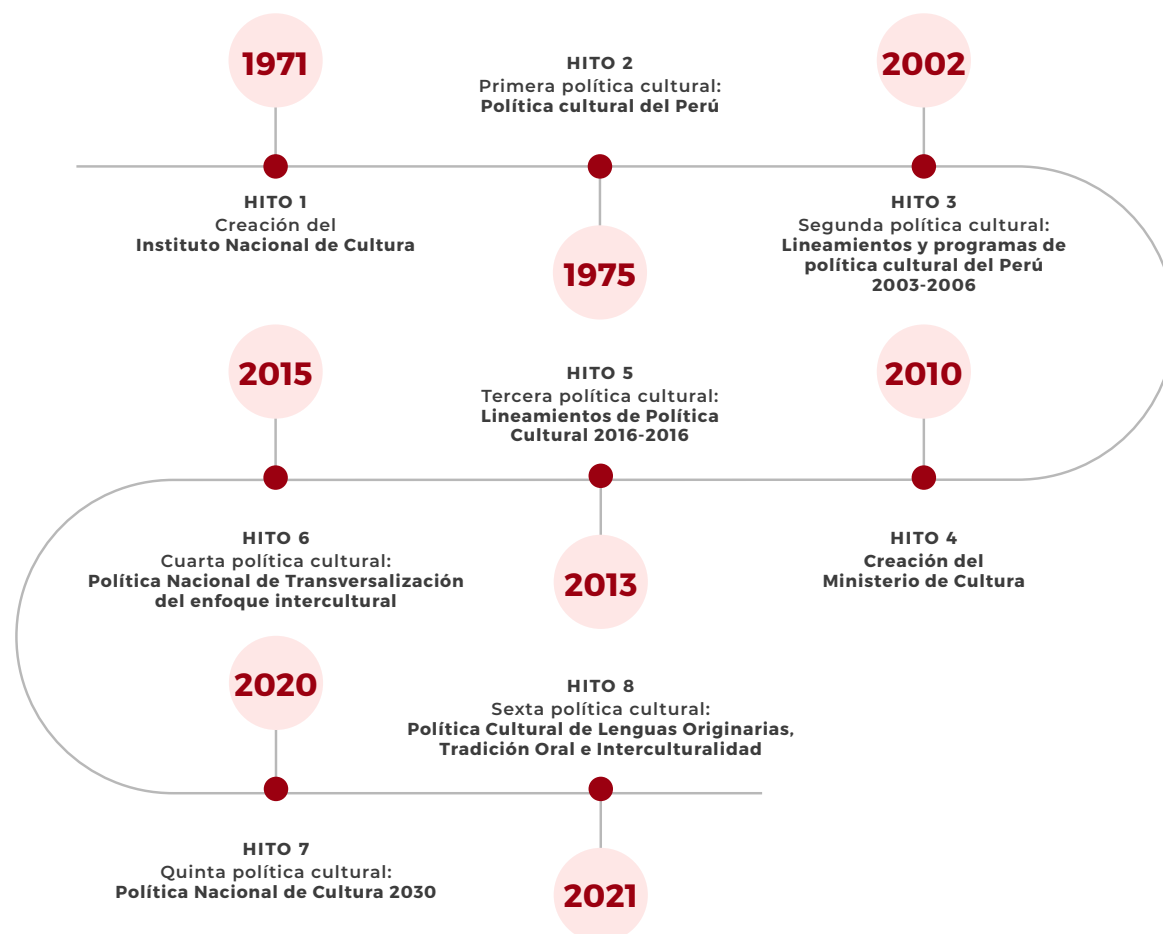 1971
HITO 1
Creación del
Instituto Nacional de Cultura
HITO 2
Primera política cultural:
Política cultural del Perú
1975
2002
HITO 3
Segunda política cultural:
Lineamientos y programas de
política cultural del Perú
2003-2006
2010
HITO 4
Creación del
Ministerio de Cultura
HITO 5
Tercera política cultural:
Lineamientos de Política
Cultural 2016-2016
2013
2015
HITO 6
Cuarta política cultural:
Política Nacional de Transversalización
del enfoque intercultural
2020
HITO 7
Quinta política cultural:
Política Nacional de Cultura 2030
HITO 8
Sexta política cultural:
Política Cultural de Lenguas Originarias,
Tradición Oral e Interculturalidad
2021